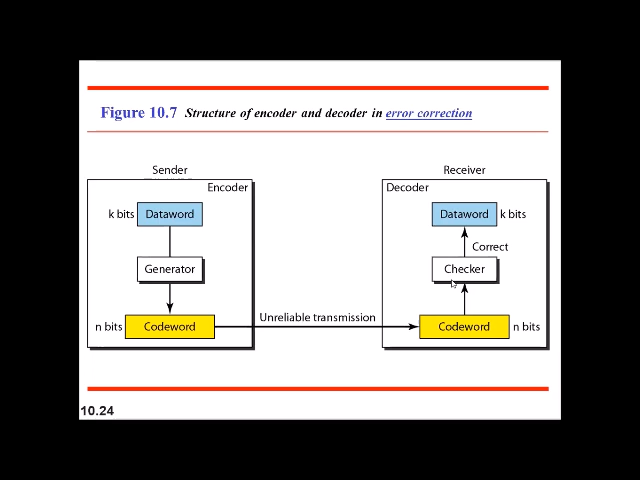 Figure 10.7 Structure of encoder and decoder in error correction
Sender
Receiver
Encoder
Decoder
k bits
Dataword
Dataword
k bits
Correct
Generator
Checker
Unreliable transmission
n bits
Codeword
Codeword
n bits
10.24